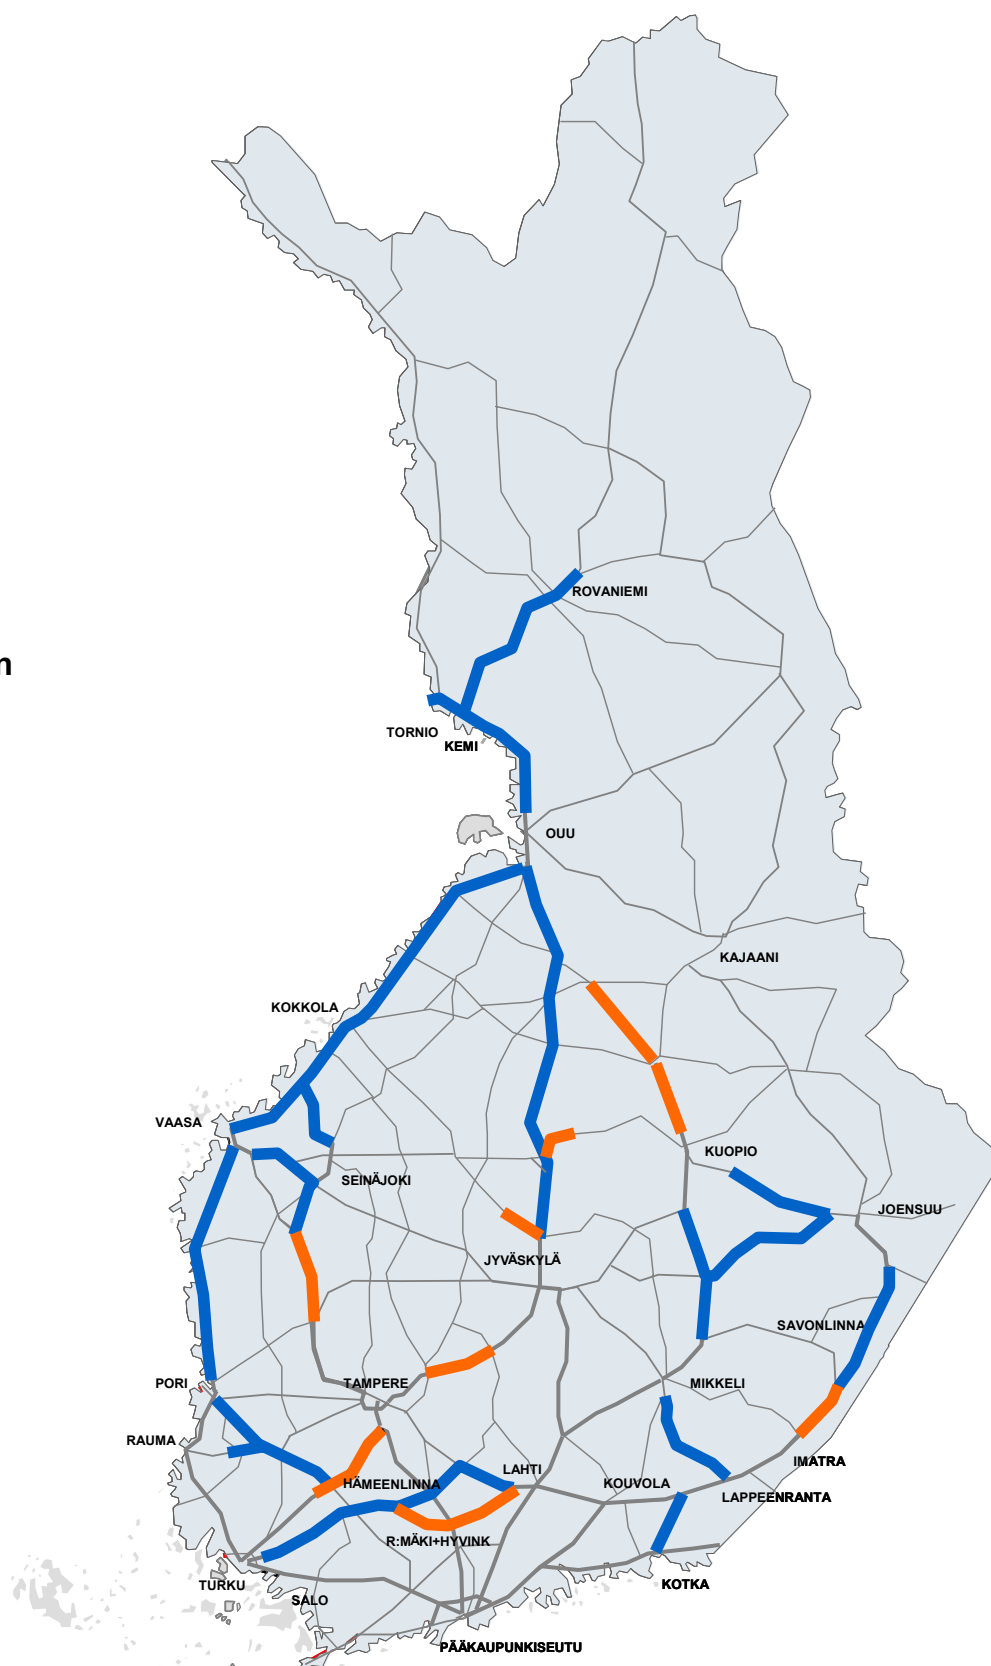 ROVANIEMI
n
TORNIO
KEMI
OUU
KAJAANI
KOKKOLA
VAASA
KUOPIO
SEINÄJOKI
JOENSUU
JYVÄSKYLÄ
SAVONLINNA
PORI
TAMPERE
MIKKELI
RAUMA
IMATRA
LAHTI
HÄMEENLINNA
KOUVOLA
LAPPEENRANTA
R:MÄKI+HYVINK
TURKU
KOTKA
SALO
PÄÄKAUPUNKISEUTU